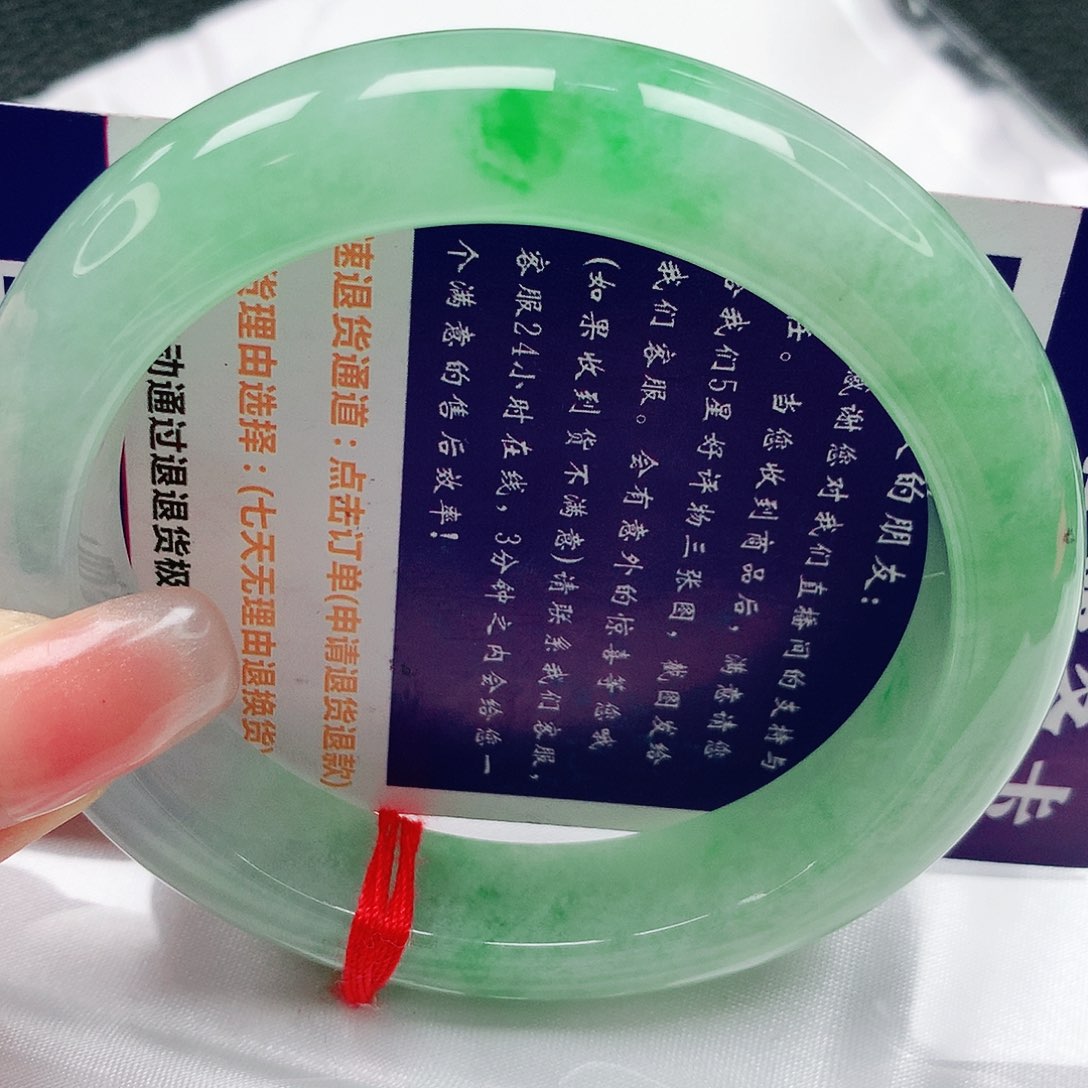 的朋友：
感谢您对我们直播间的支持与
任。当您收到商品后，满意请您
给我们5星好评物三张图，截图发给
我们客服。会有意外的惊喜等您哦
（如果收到货不满意）请联系我们客服，
客服24小时在线，3分钟之内会给您一
个满意的售后效率！
速退货通道：点击订单（申请退货退款）
货理由选择：（七天无理由退换货
动通过退退货极
卡